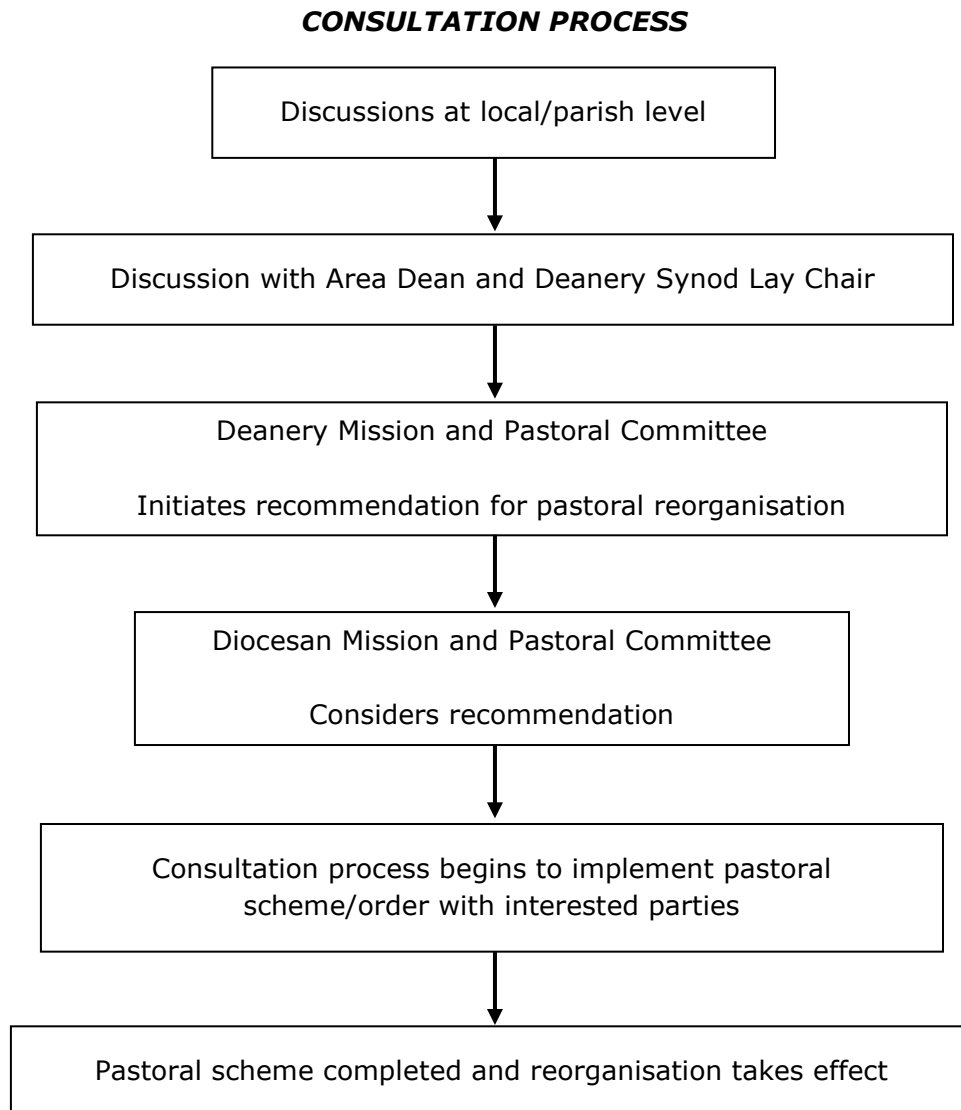 CONSULTATION PROCESS
Discussions at local/parish level
Discussion with Area Dean and Deanery Synod Lay Chair
Deanery Mission and Pastoral Committee
Initiates recommendation for pastoral reorganisation
Diocesan Mission and Pastoral Committee
Considers recommendation
Consultation process begins to implement pastoral
scheme/order with interested parties
Pastoral scheme completed and reorganisation takes effect